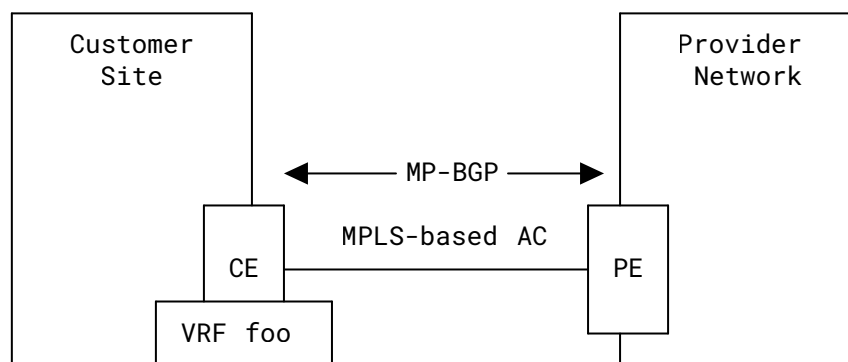 Customer
Site
Provider
Network
MP-BGP
MPLS-based AC
CE
PE
VRF foo